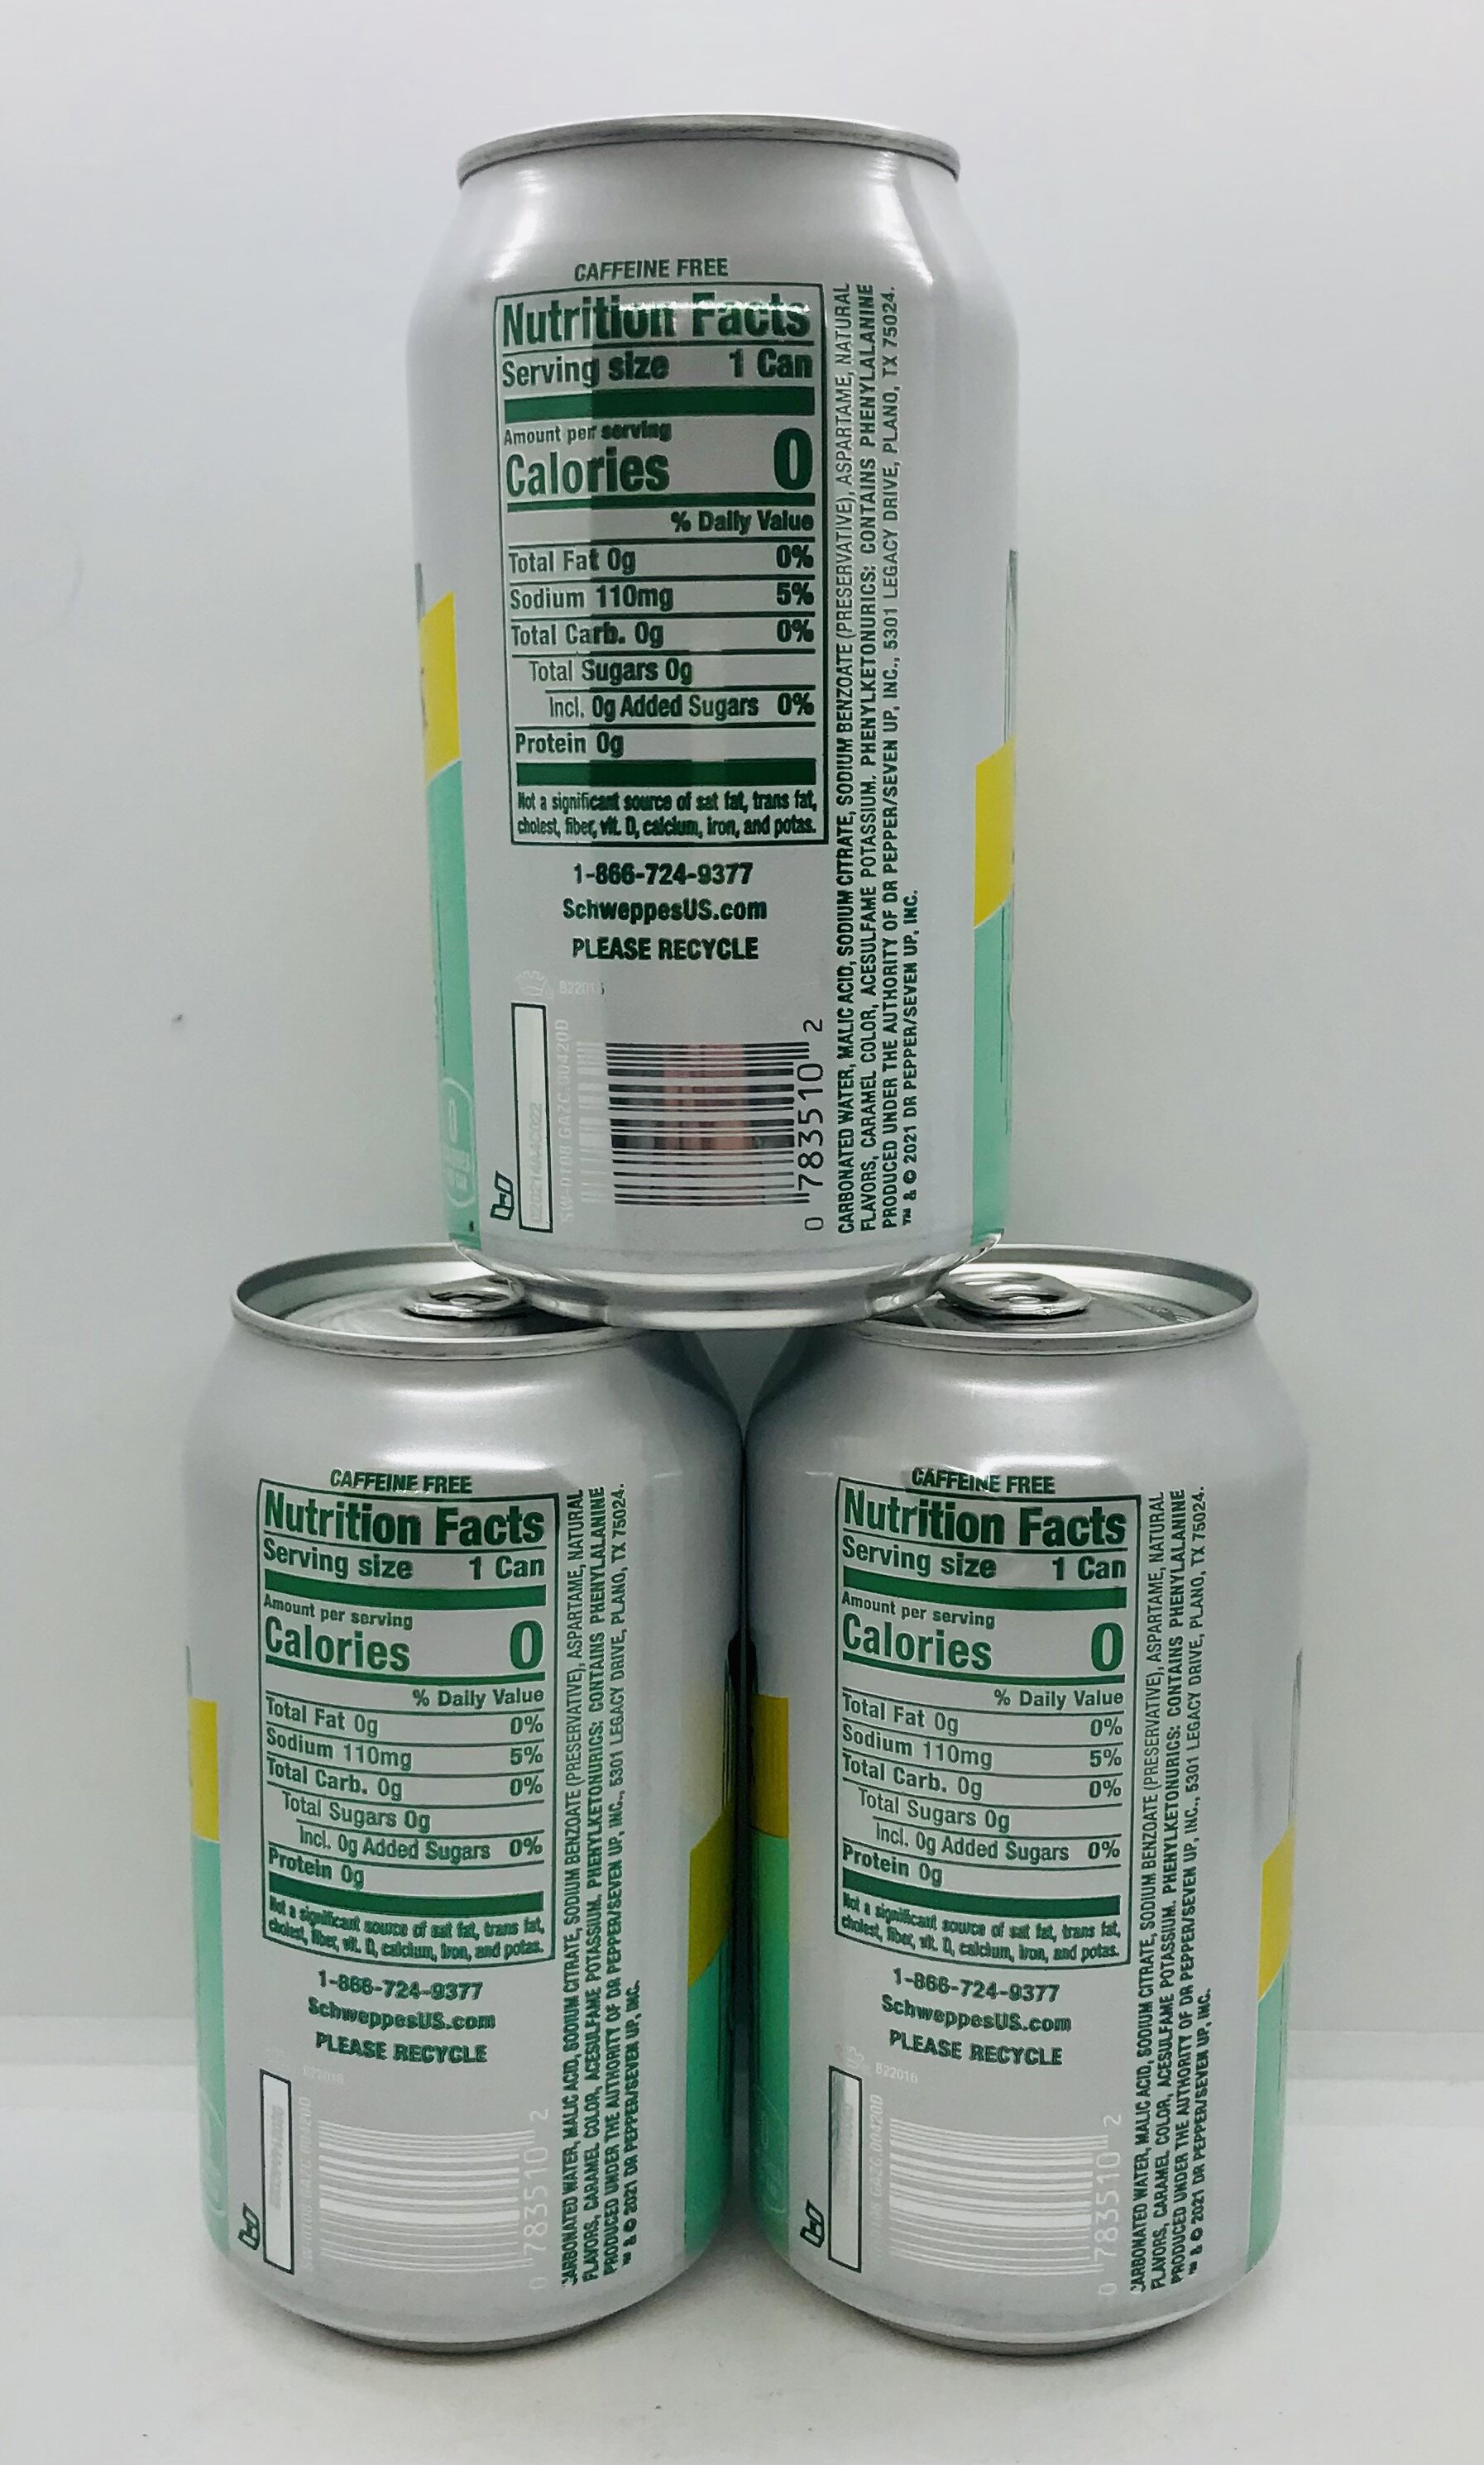 CAFFEINE FREE
Nutrition Facts
Serving size 1 Can
Amount per serving
Calories 0
% Daily Value
Total Fat 0g 0%
Sodium 110mg 5%
Total Carb. 0g 0%
Total Sugars 0g
Incl. 0g Added Sugars 0%
Protein 0g
Not a significant source of sat fat, trans fat,
cholest, fiber, vit. D, calcium, iron, and potas.
1-866-724-9377
SchweppesUS.com
PLEASE RECYCLE
0 783510 2
CARBONATED WATER, MALIC ACID, SODIUM CITRATE, SODIUM BENZOATE (PRESERVATIVE), ASPARTAME, NATURAL
FLAVORS, CARAMEL COLOR, ACESULFAME POTASSIUM. PHENYLKETONURICS: CONTAINS PHENYLALANINE
PRODUCED UNDER THE AUTHORITY OF DR PEPPER/SEVEN UP, INC., 5301 LEGACY DRIVE, PLANO, TX 75024.
™ & © 2021 DR PEPPER/SEVEN UP, INC.
CAFFEINE FREE
Nutrition Facts
Serving size 1 Can
Amount per serving
Calories 0
% Daily Value
Total Fat 0g 0%
Sodium 110mg 5%
Total Carb. 0g 0%
Total Sugars 0g
Incl. 0g Added Sugars 0%
Protein 0g
Not a significant source of sat fat, trans fat,
cholest, fiber, vit. D, calcium, iron, and potas.
1-866-724-9377
SchweppesUS.com
PLEASE RECYCLE
0 783510 2
CARBONATED WATER, MALIC ACID, SODIUM CITRATE, SODIUM BENZOATE (PRESERVATIVE), ASPARTAME, NATURAL
FLAVORS, CARAMEL COLOR, ACESULFAME POTASSIUM. PHENYLKETONURICS: CONTAINS PHENYLALANINE
PRODUCED UNDER THE AUTHORITY OF DR PEPPER/SEVEN UP, INC., 5301 LEGACY DRIVE, PLANO, TX 75024.
™ & © 2021 DR PEPPER/SEVEN UP, INC.
CAFFEINE FREE
Nutrition Facts
Serving size 1 Can
Amount per serving
Calories 0
% Daily Value
Total Fat 0g 0%
Sodium 110mg 5%
Total Carb. 0g 0%
Total Sugars 0g
Incl. 0g Added Sugars 0%
Protein 0g
Not a significant source of sat fat, trans fat,
cholest, fiber, vit. D, calcium, iron, and potas.
1-866-724-9377
SchweppesUS.com
PLEASE RECYCLE
B22016
0 783510 2
CARBONATED WATER, MALIC ACID, SODIUM CITRATE, SODIUM BENZOATE (PRESERVATIVE), ASPARTAME, NATURAL
FLAVORS, CARAMEL COLOR, ACESULFAME POTASSIUM. PHENYLKETONURICS: CONTAINS PHENYLALANINE
PRODUCED UNDER THE AUTHORITY OF DR PEPPER/SEVEN UP, INC., 5301 LEGACY DRIVE, PLANO, TX 75024.
™ & © 2021 DR PEPPER/SEVEN UP, INC.